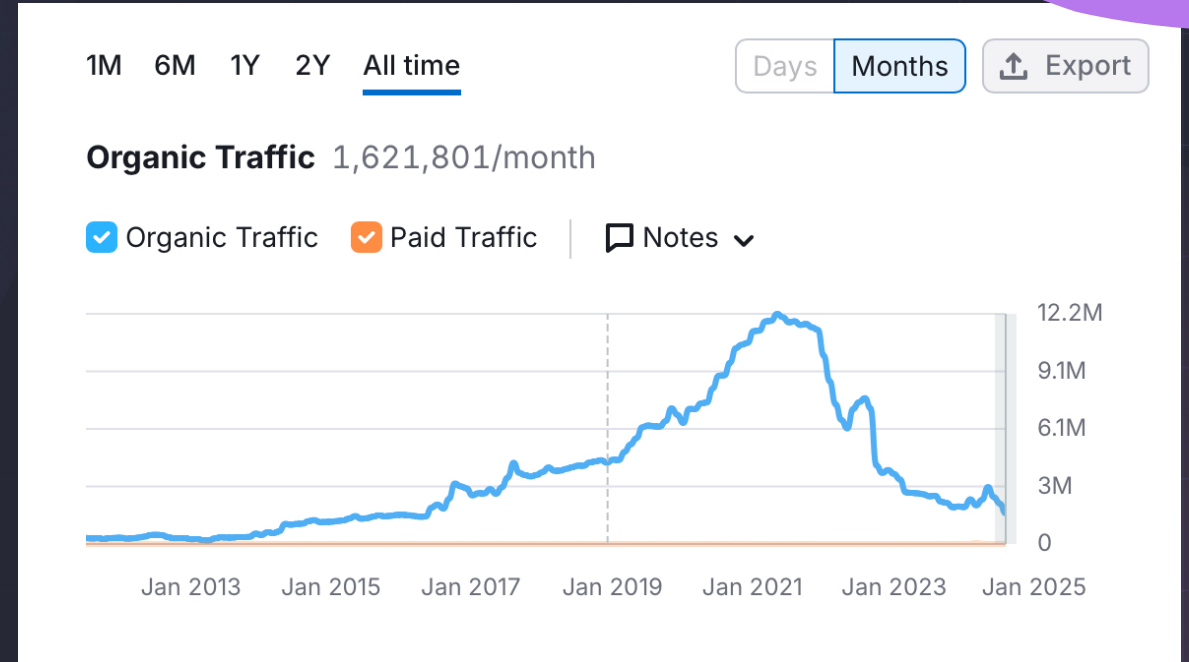 1M 6M 1Y 2Y All time Days Months Export
Organic Traffic 1,621,801/month
Organic Traffic Paid Traffic Notes
12.2M
9.1M
6.1M
3M
0
Jan 2013 Jan 2015 Jan 2017 Jan 2019 Jan 2021 Jan 2023 Jan 2025